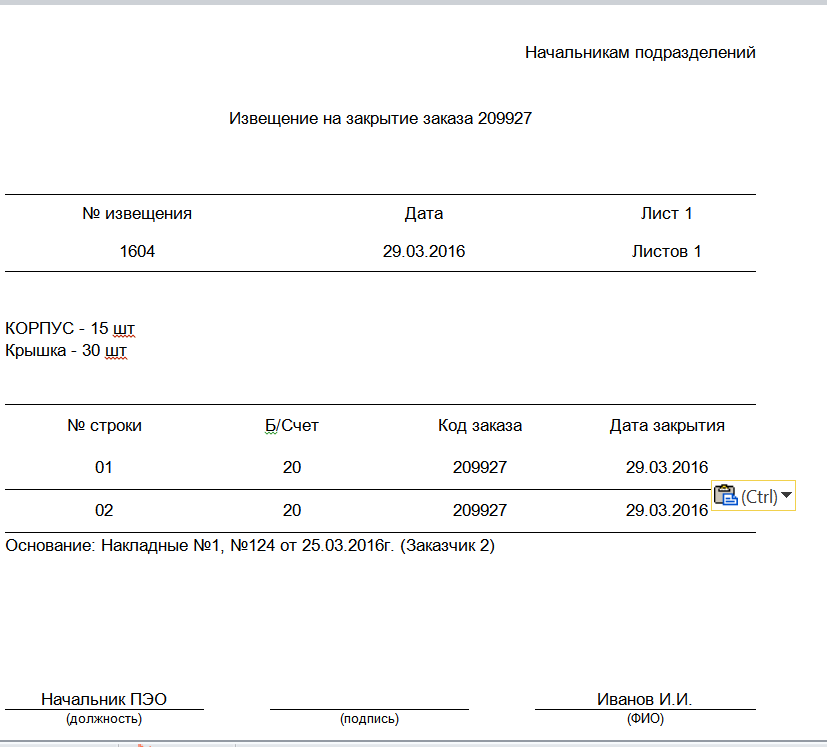 Начальникам подразделений
Извещение на закрытие заказа 209927
№ извещения Дата Лист 1
1604 29.03.2016 Листов 1
КОРПУС - 15 шт
Крышка - 30 шт
№ строки Б/Счет Код заказа Дата закрытия
01 20 209927 29.03.2016
(Ctrl)
02 20 209927 29.03.2016
Основание: Накладные №1, №124 от 25.03.2016г. (Заказчик 2)
Начальник ПЭО Иванов И.И.
(должность) (подпись) (ФИО)